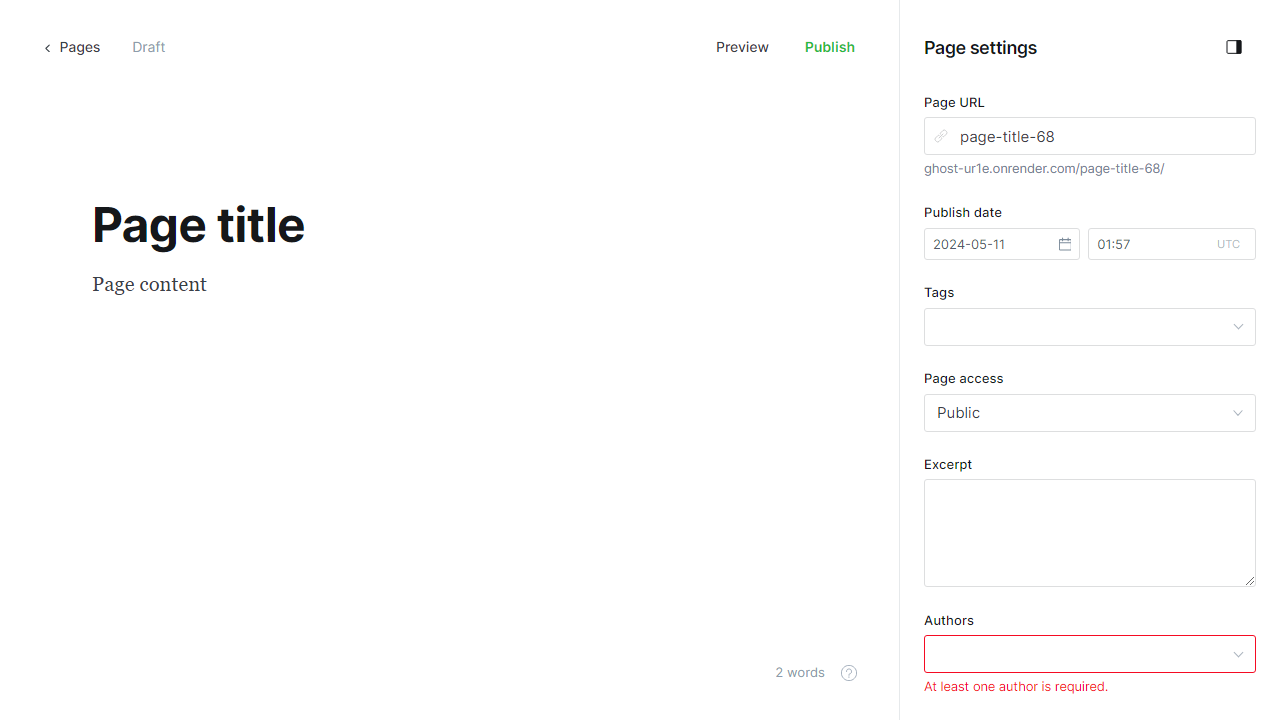 Pages Draft Preview Publish
Page title
Page content
2 words ?
Page settings
Page URL
page-title-68
ghost-ur1e.onrender.com/page-title-68/
Publish date
2024-05-11 01:57 UTC
Tags
Page access
Public
Excerpt
Authors
At least one author is required.